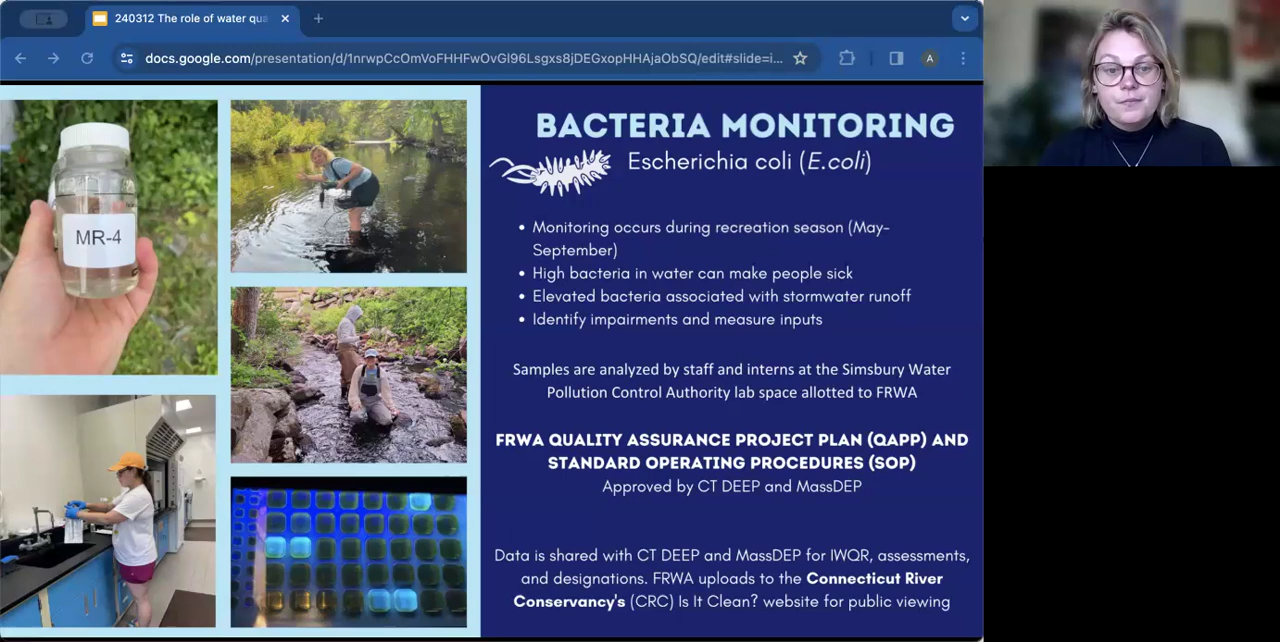 240312 The role of water qua
docs.google.com/presentation/d/1nrwpCcOmVoFHHFwOvGl96Lsgxs8jDEGxopHHAjaObSQ/edit#slide=i...
A
MR-4
BACTERIA MONITORING
Escherichia coli (E.coli)
• Monitoring occurs during recreation season (May-
September)
• High bacteria in water can make people sick
• Elevated bacteria associated with stormwater runoff
• Identify impairments and measure inputs
Samples are analyzed by staff and interns at the Simsbury Water
Pollution Control Authority lab space allotted to FRWA
FRWA QUALITY ASSURANCE PROJECT PLAN (QAPP) AND
STANDARD OPERATING PROCEDURES (SOP)
Approved by CT DEEP and MassDEP
Data is shared with CT DEEP and MassDEP for IWQR, assessments,
and designations. FRWA uploads to the Connecticut River
Conservancy's (CRC) Is It Clean? website for public viewing